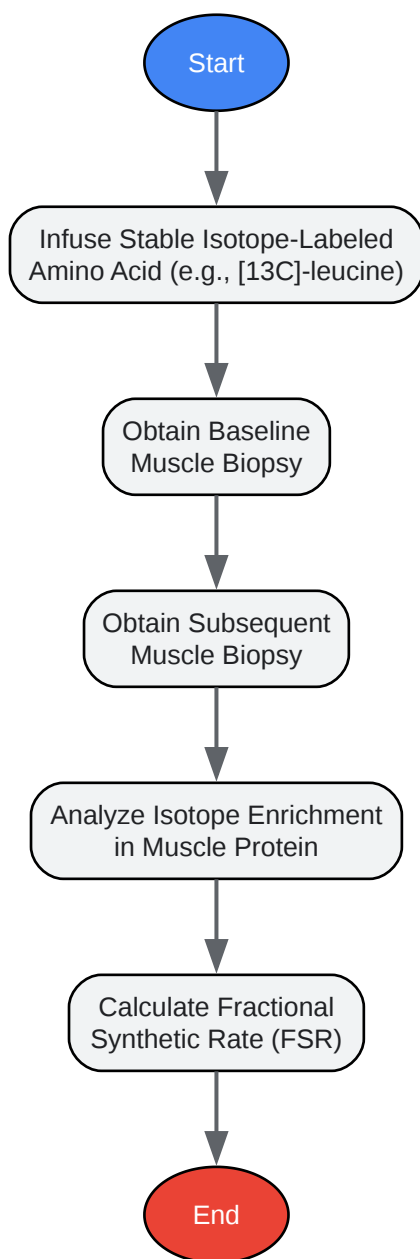 Start
Infuse Stable Isotope-Labeled
Amino Acid (e.g., [13C]-leucine)
Obtain Baseline
Muscle Biopsy
Obtain Subsequent
Muscle Biopsy
Analyze Isotope Enrichment
in Muscle Protein
Calculate Fractional
Synthetic Rate (FSR)
End